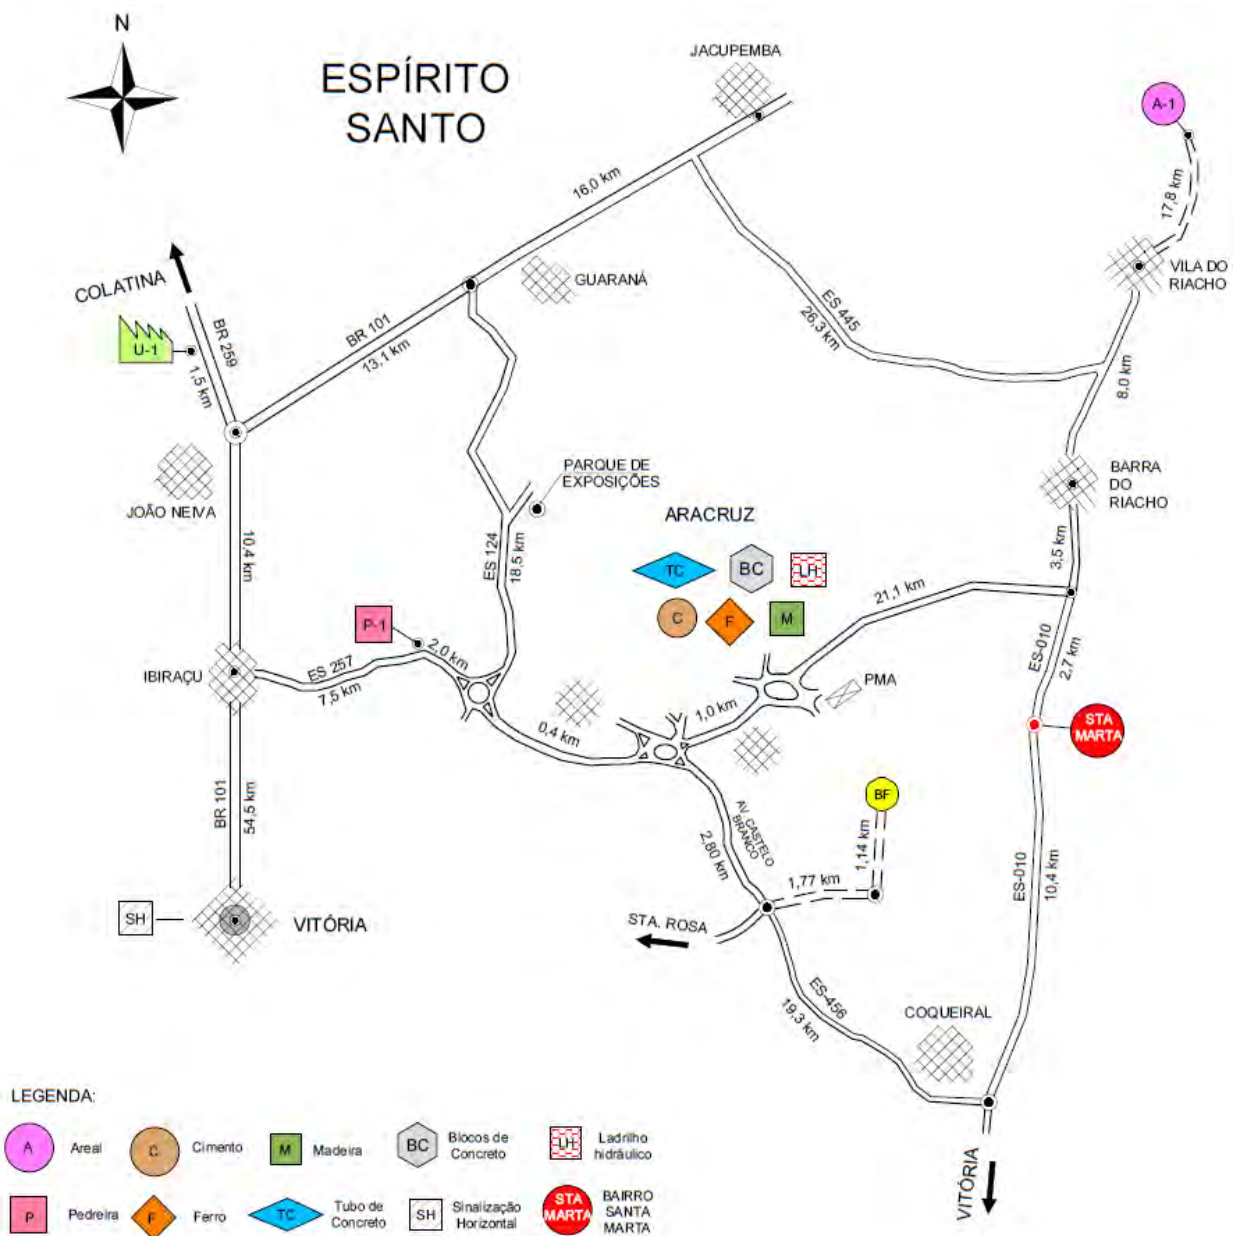 N
ESPÍRITO
SANTO
JACUPEMBA
A-1
16,0 km
17,8 km
VILA DO
RIACHO
COLATINA
GUARANÁ
BR 259
U-1
1,5 km
BR 101
13,1 km
ES 445
26,3 km
8,0 km
JOÃO NEIVA
PARQUE DE
EXPOSIÇÕES
BARRA
DO
RIACHO
ARACRUZ
10,4 km
ES 124
18,5 km
3,5 km
TC
BC
LH
C
F
M
21,1 km
P-1
2,0 km
IBIRAÇU
ES 257
7,5 km
ES-010
2,7 km
PMA
1,0 km
0,4 km
STA
MARTA
BR 101
54,5 km
AV. CASTELO
BRANCO
2,80 km
BF
1,14 km
1,77 km
ES-010
10,4 km
SH
VITÓRIA
STA. ROSA
ES-456
19,3 km
COQUEIRAL
VITÓRIA
LEGENDA:
A
Areal
C
Cimento
M
Madeira
BC
Blocos de
Concreto
LH
Ladrilho
hidráulico
P
Pedreira
F
Ferro
TC
Tubo de
Concreto
SH
Sinalização
Horizontal
STA
MARTA
BAIRRO
SANTA
MARTA